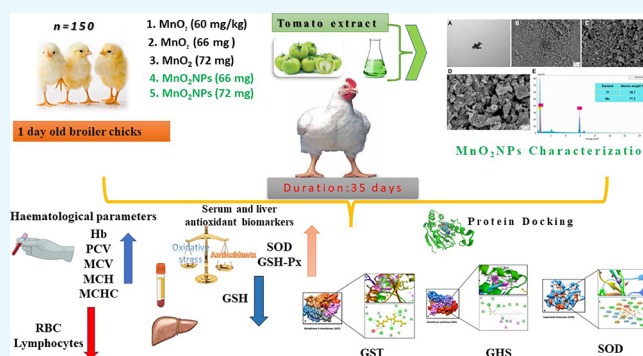 n=150
1. MnO₂ (60 mg/kg)
2. MnO₂ (66 mg )
3. MnO₂ (72 mg)
4. MnO2NPs (66 mg)
5. MnO2NPs (72 mg)
1 day old broiler chicks
Tomato extract
A
B
C
D
E
MnO₂NPs Characterizatio
Duration:35 days
Haematological parameters
Hb
PCV
MCV
MCH
MCHC
RBC
Lymphocytes
Serum and liver
antioxidant biomarkers
Oxidative
stress
Antioxidants
SOD
GSH-Px
GSH
Protein Docking
GST
GHS
SOD